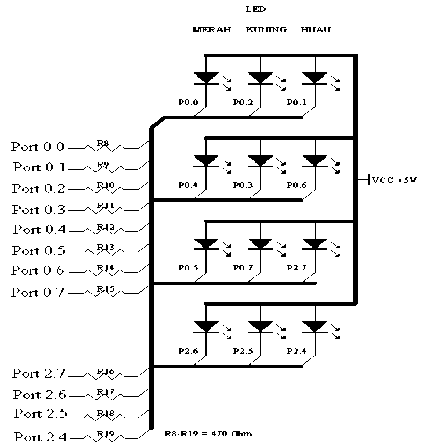 LED
MERAH KUNING HIJAU
P0.0 P0.2 P0.1
Port 0.0 R8
Port 0.1 R9
Port 0.2 R10
P0.4 P0.3 P0.6
VCC +5V
Port 0.3 R11
Port 0.4 R12
Port 0.5 R13
Port 0.6 R14
P0.5 P0.7 P2.7
Port 0.7 R15
P2.6 P2.5 P2.4
Port 2.7 R16
Port 2.6 R17
Port 2.5 R18
Port 2.4 R19
R8-R19 = 470 Ohm